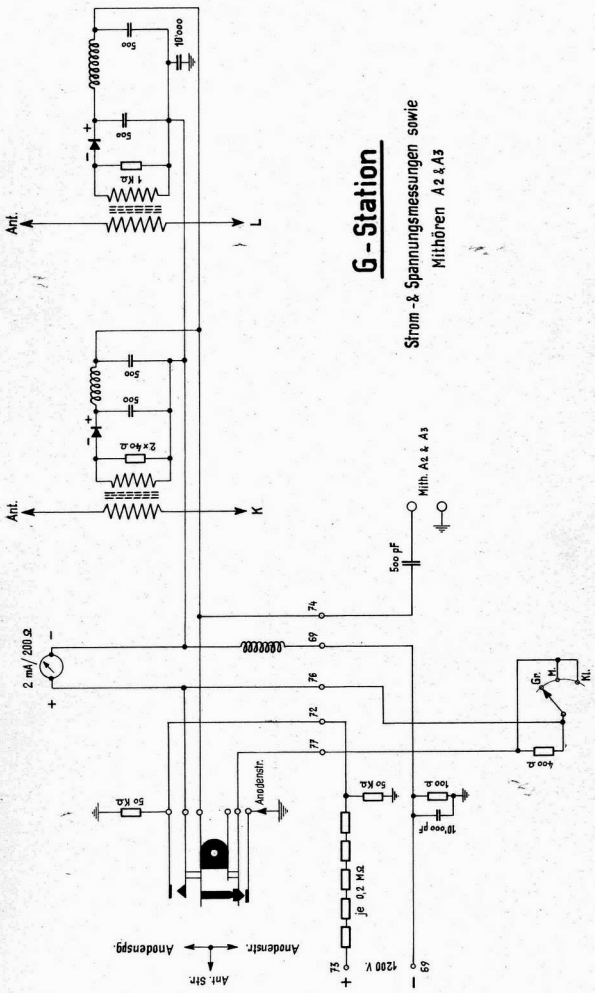 G - Station
Strom - & Spannungsmessungen sowie
Mithören A2 & A3
Ant.
Ant.
500
10'000
500
- +
1 KΩ
L
500
500
- +
2 × 40 Ω
K
2 mA / 200 Ω
+ -
Mith. A2 & A3
500 pF
74
69
76
72
77
50 KΩ
Anodenstr.
Anodenspg.
Anodenstr.
Ant. Str.
Gr.
M.
Kl.
400 Ω
50 KΩ
100 Ω
10'000 pF
je 0,2 MΩ
73
+
1200 V.
-
69